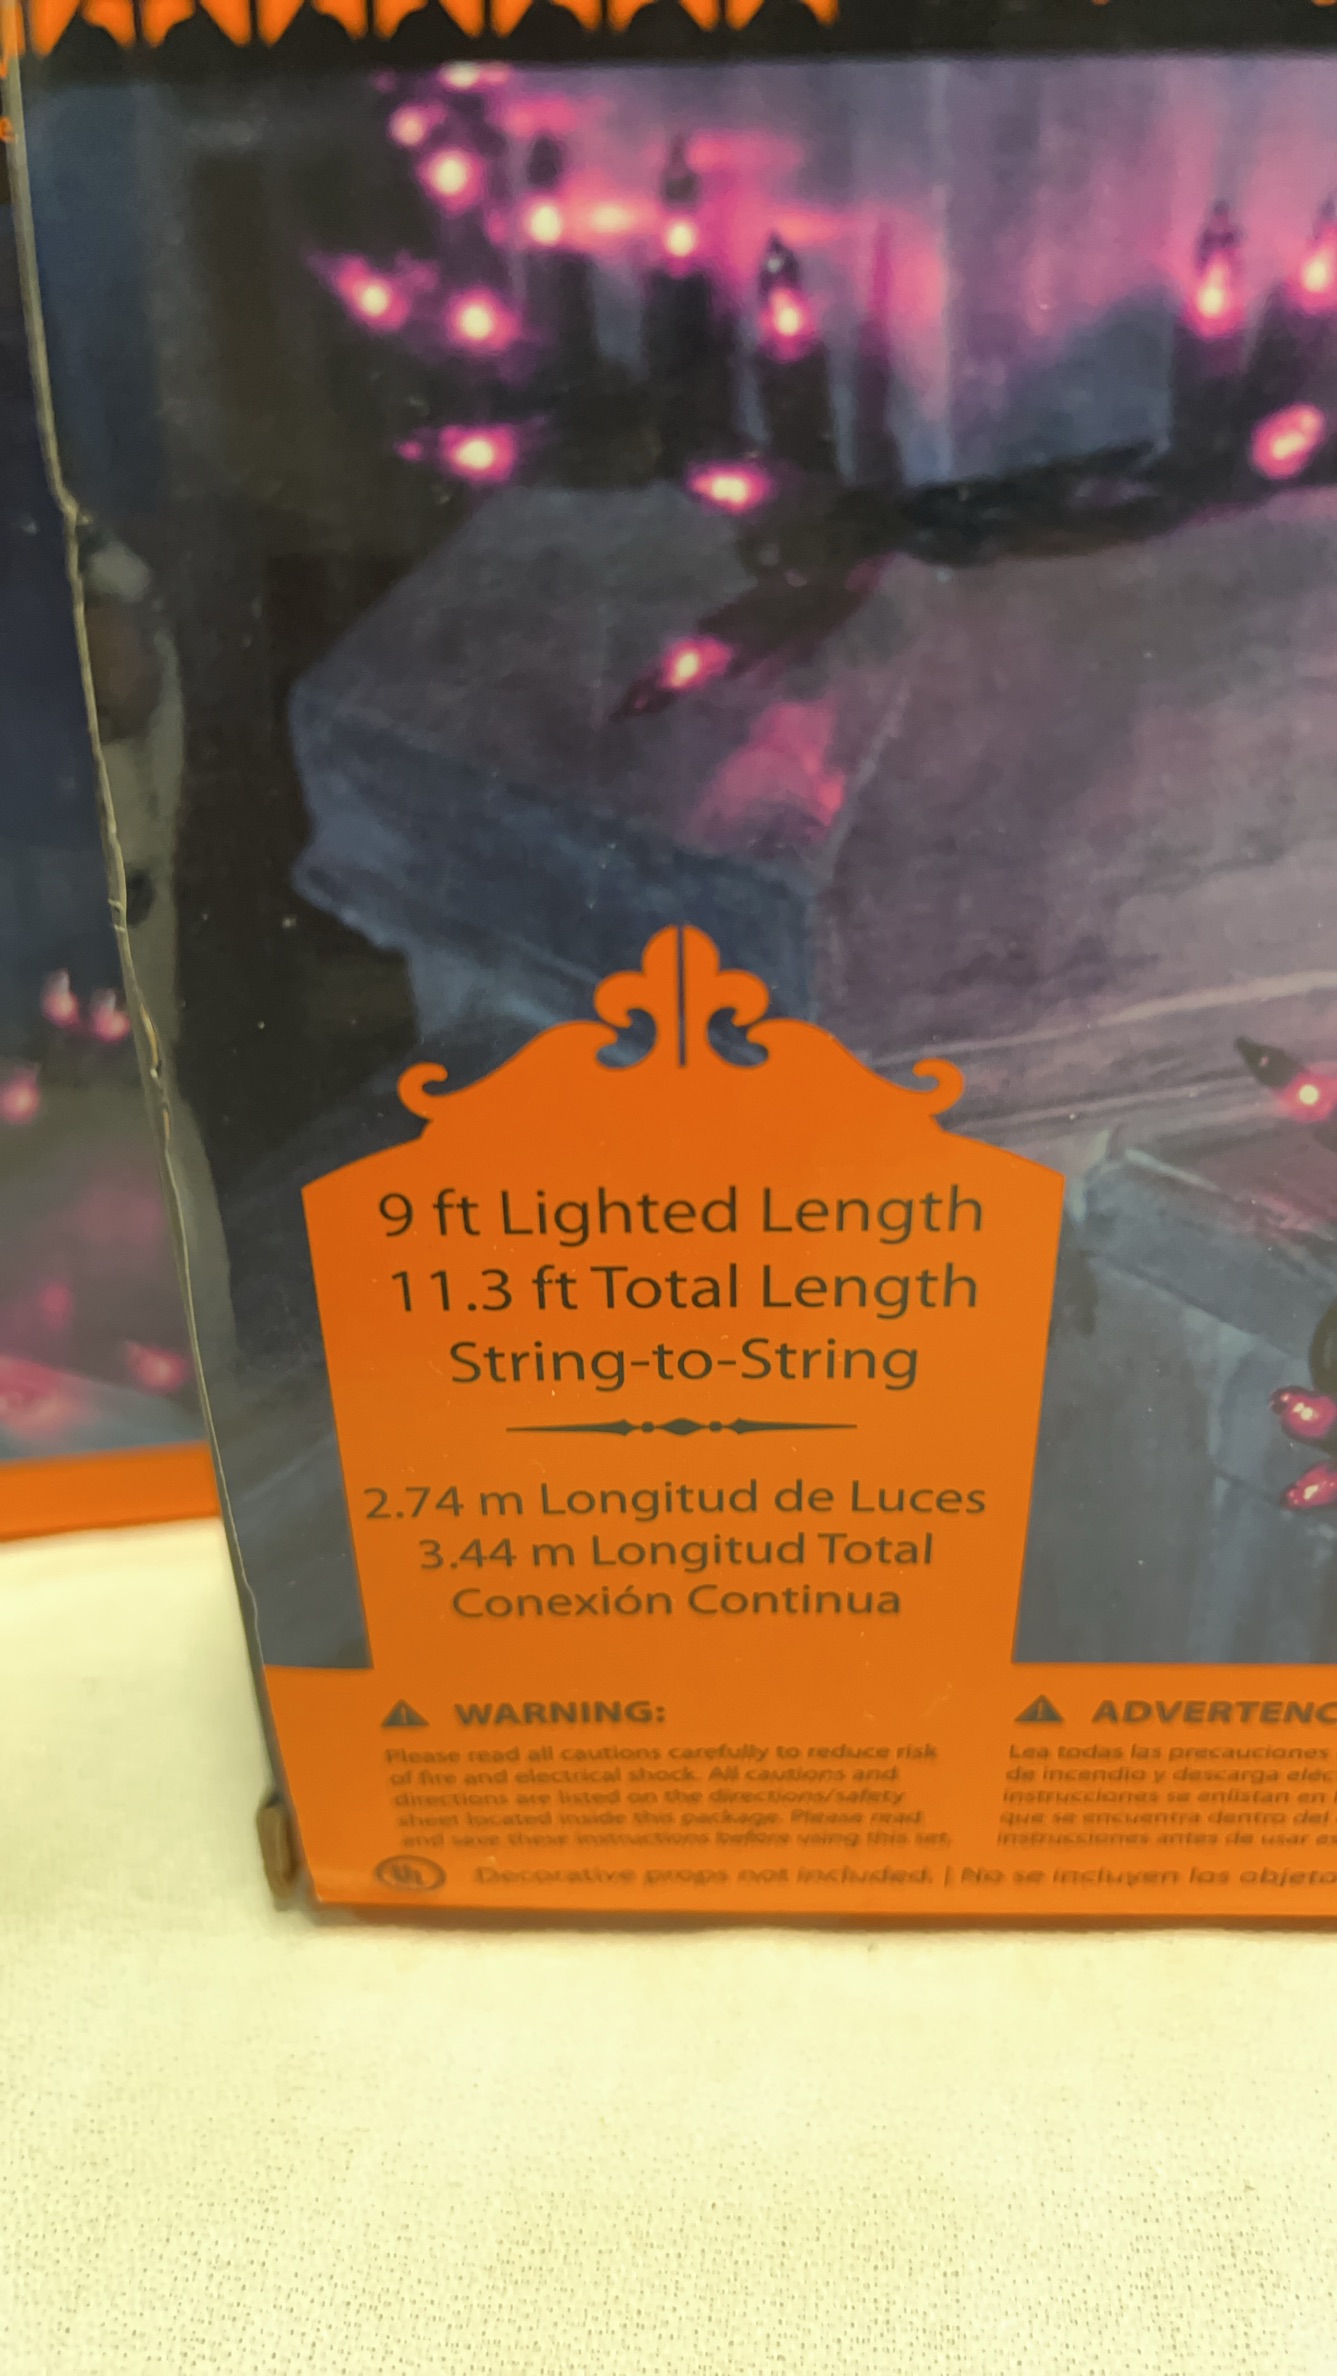 9 ft Lighted Length
11.3 ft Total Length
String-to-String
2.74 m Longitud de Luces
3.44 m Longitud Total
Conexión Continua
WARNING:
Please read all cautions carefully to reduce risk
of fire and electrical shock. All cautions and
directions are listed on the directions/safety
sheet located inside this package. Please read
and save these instructions before using this set.
ADVERTENC
Lea todas las precauciones
de incendio y descarga eléc
instrucciones se enlistan en
que se encuentra dentro del
instrucciones antes de usar es
UL
Decorative props not included. | No se incluyen los objeto